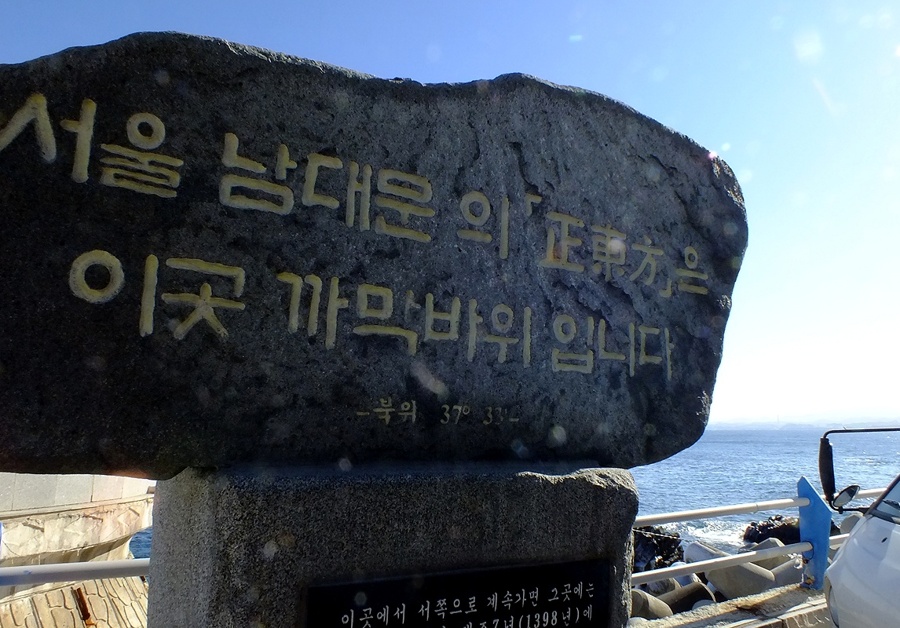 서울 남대문 의 「正東方」은
이곳 까막바위 입니다
-북위 37° 33'-
이곳에서 서쪽으로 계속가면 그곳에는
7년(1398년)에